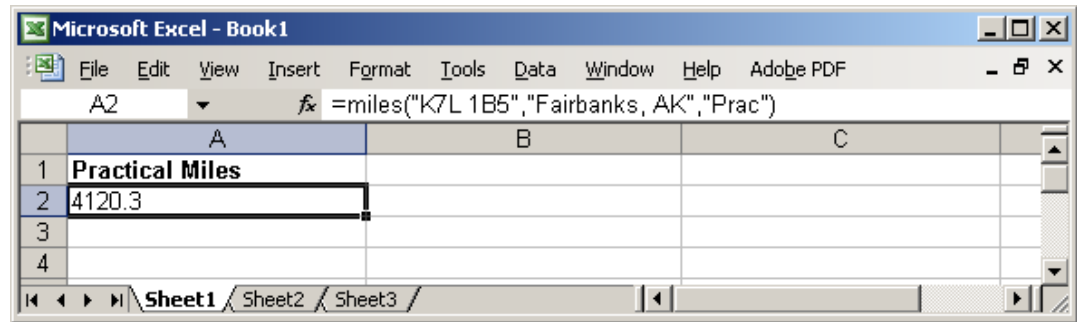 Microsoft Excel - Book1
File Edit View Insert Format Tools Data Window Help Adobe PDF
A2 fx =miles("K7L 1B5","Fairbanks, AK","Prac")
A B C
1 Practical Miles
2 4120.3
3
4
Sheet1 Sheet2 Sheet3